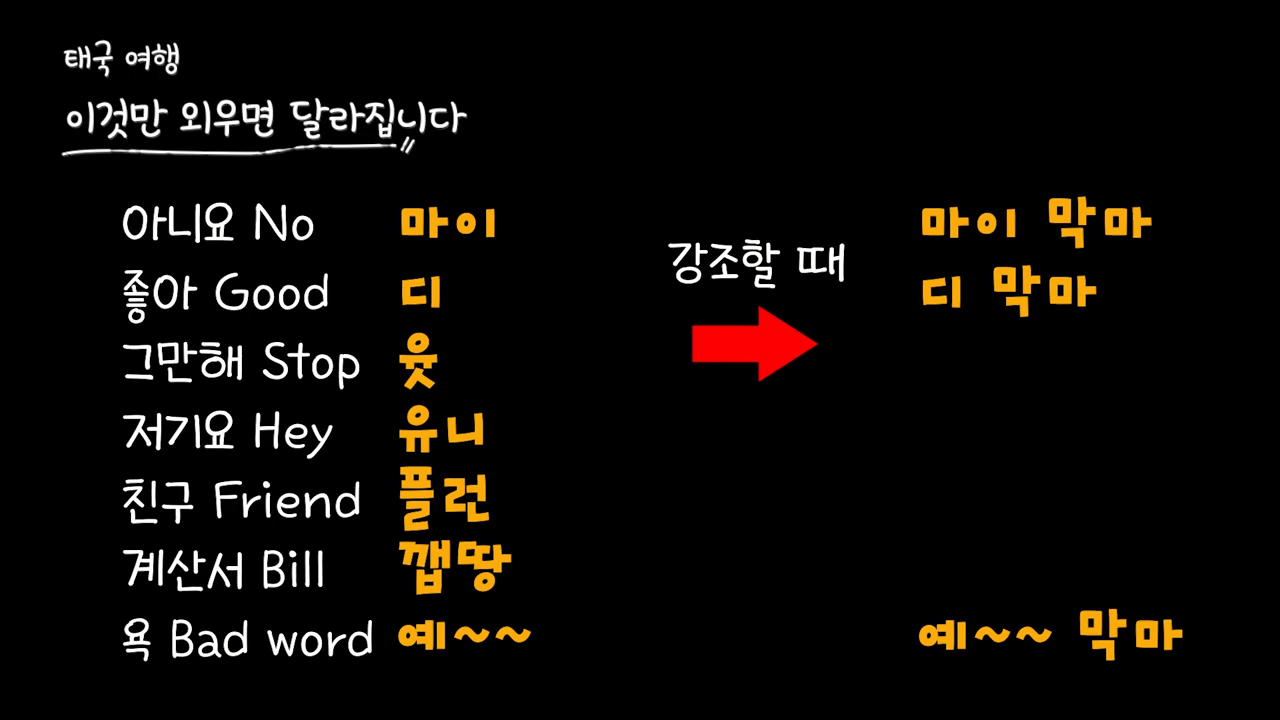 태국 여행
이것만 외우면 달라집니다
아니요 No 마이
좋아 Good 디
그만해 Stop 윳
저기요 Hey 유니
친구 Friend 플런
계산서 Bill 깹땅
욕 Bad word 예~~
강조할 때
마이 막마
디 막마
예~~ 막마